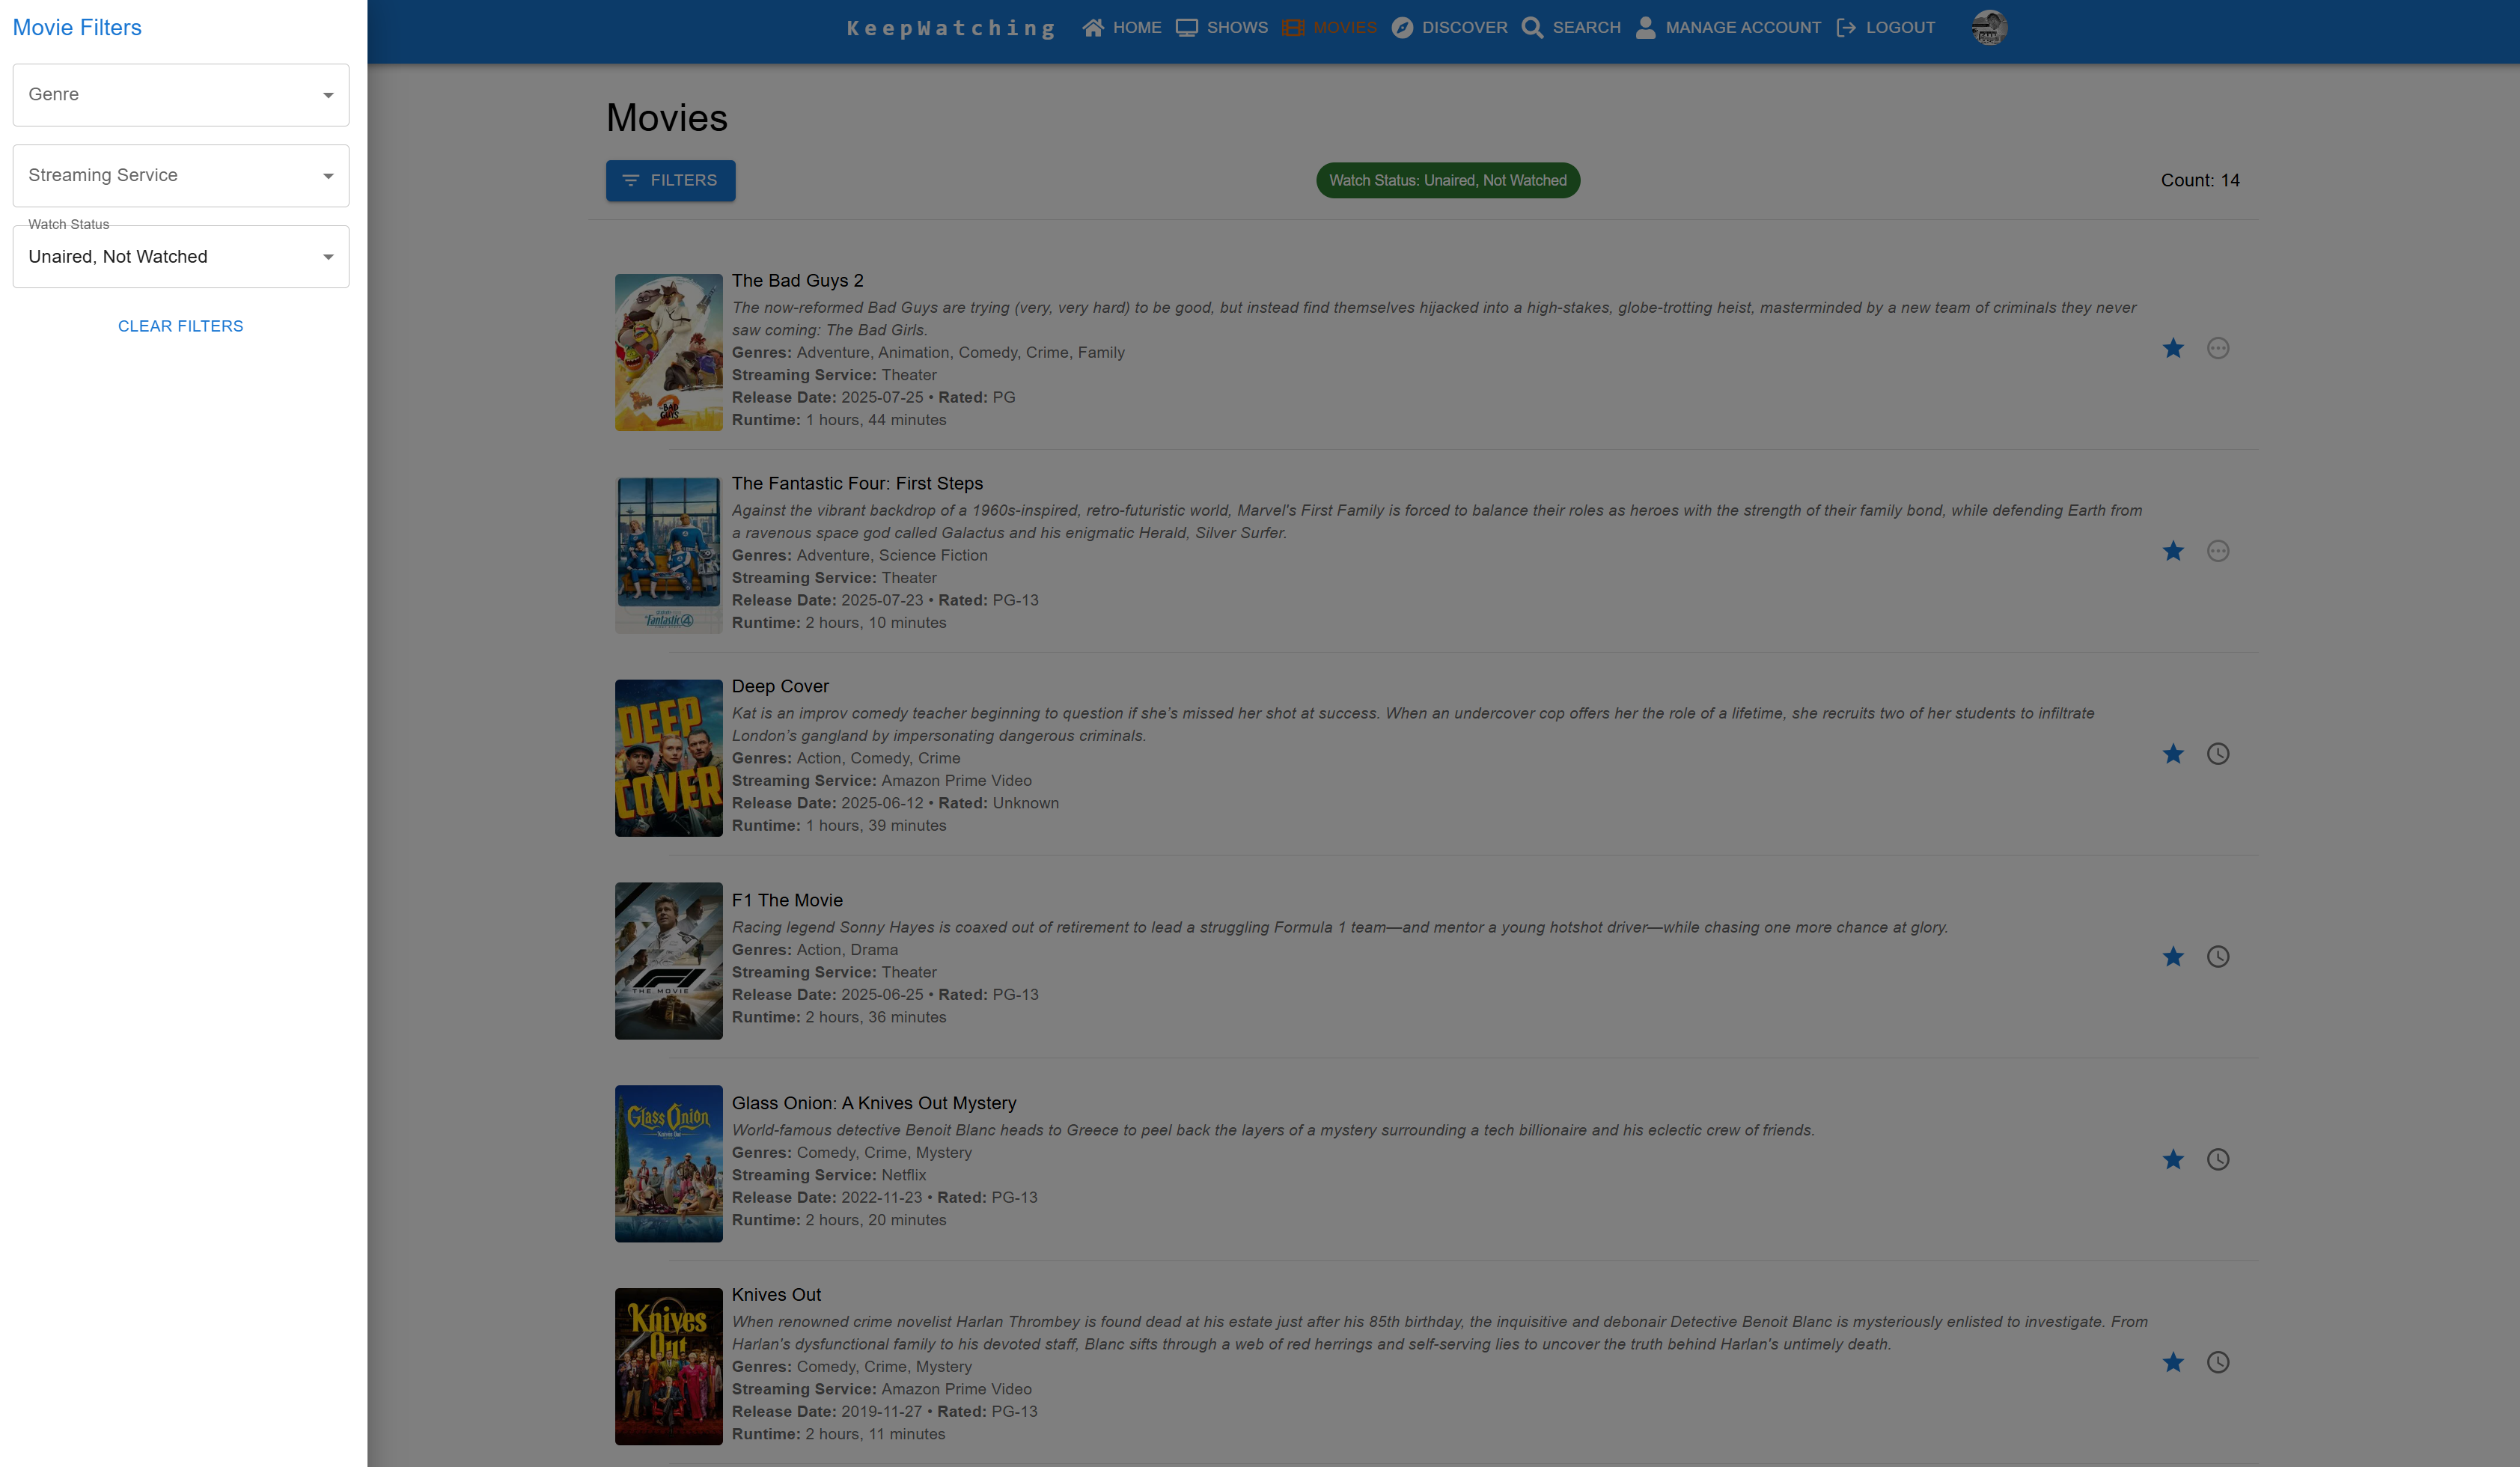 Movie Filters
Genre
Streaming Service
Watch Status
Unaired, Not Watched
CLEAR FILTERS
KeepWatching HOME SHOWS MOVIES DISCOVER SEARCH MANAGE ACCOUNT LOGOUT
Movies
FILTERS Watch Status: Unaired, Not Watched Count: 14
The Bad Guys 2
The now-reformed Bad Guys are trying (very, very hard) to be good, but instead find themselves hijacked into a high-stakes, globe-trotting heist, masterminded by a new team of criminals they never
saw coming: The Bad Girls.
Genres: Adventure, Animation, Comedy, Crime, Family
Streaming Service: Theater
Release Date: 2025-07-25 • Rated: PG
Runtime: 1 hours, 44 minutes
2
BAD
GUYS
The Fantastic Four: First Steps
Against the vibrant backdrop of a 1960s-inspired, retro-futuristic world, Marvel's First Family is forced to balance their roles as heroes with the strength of their family bond, while defending Earth from
a ravenous space god called Galactus and his enigmatic Herald, Silver Surfer.
Genres: Adventure, Science Fiction
Streaming Service: Theater
Release Date: 2025-07-23 • Rated: PG-13
Runtime: 2 hours, 10 minutes
Fantastic 4
Deep Cover
Kat is an improv comedy teacher beginning to question if she’s missed her shot at success. When an undercover cop offers her the role of a lifetime, she recruits two of her students to infiltrate
London’s gangland by impersonating dangerous criminals.
Genres: Action, Comedy, Crime
Streaming Service: Amazon Prime Video
Release Date: 2025-06-12 • Rated: Unknown
Runtime: 1 hours, 39 minutes
DEEP
COVER
F1 The Movie
Racing legend Sonny Hayes is coaxed out of retirement to lead a struggling Formula 1 team—and mentor a young hotshot driver—while chasing one more chance at glory.
Genres: Action, Drama
Streaming Service: Theater
Release Date: 2025-06-25 • Rated: PG-13
Runtime: 2 hours, 36 minutes
F1
THE MOVIE
Glass Onion: A Knives Out Mystery
World-famous detective Benoit Blanc heads to Greece to peel back the layers of a mystery surrounding a tech billionaire and his eclectic crew of friends.
Genres: Comedy, Crime, Mystery
Streaming Service: Netflix
Release Date: 2022-11-23 • Rated: PG-13
Runtime: 2 hours, 20 minutes
Glass Onion
Knives Out
When renowned crime novelist Harlan Thrombey is found dead at his estate just after his 85th birthday, the inquisitive and debonair Detective Benoit Blanc is mysteriously enlisted to investigate. From
Harlan's dysfunctional family to his devoted staff, Blanc sifts through a web of red herrings and self-serving lies to uncover the truth behind Harlan's untimely death.
Genres: Comedy, Crime, Mystery
Streaming Service: Amazon Prime Video
Release Date: 2019-11-27 • Rated: PG-13
Runtime: 2 hours, 11 minutes
Knives
Out